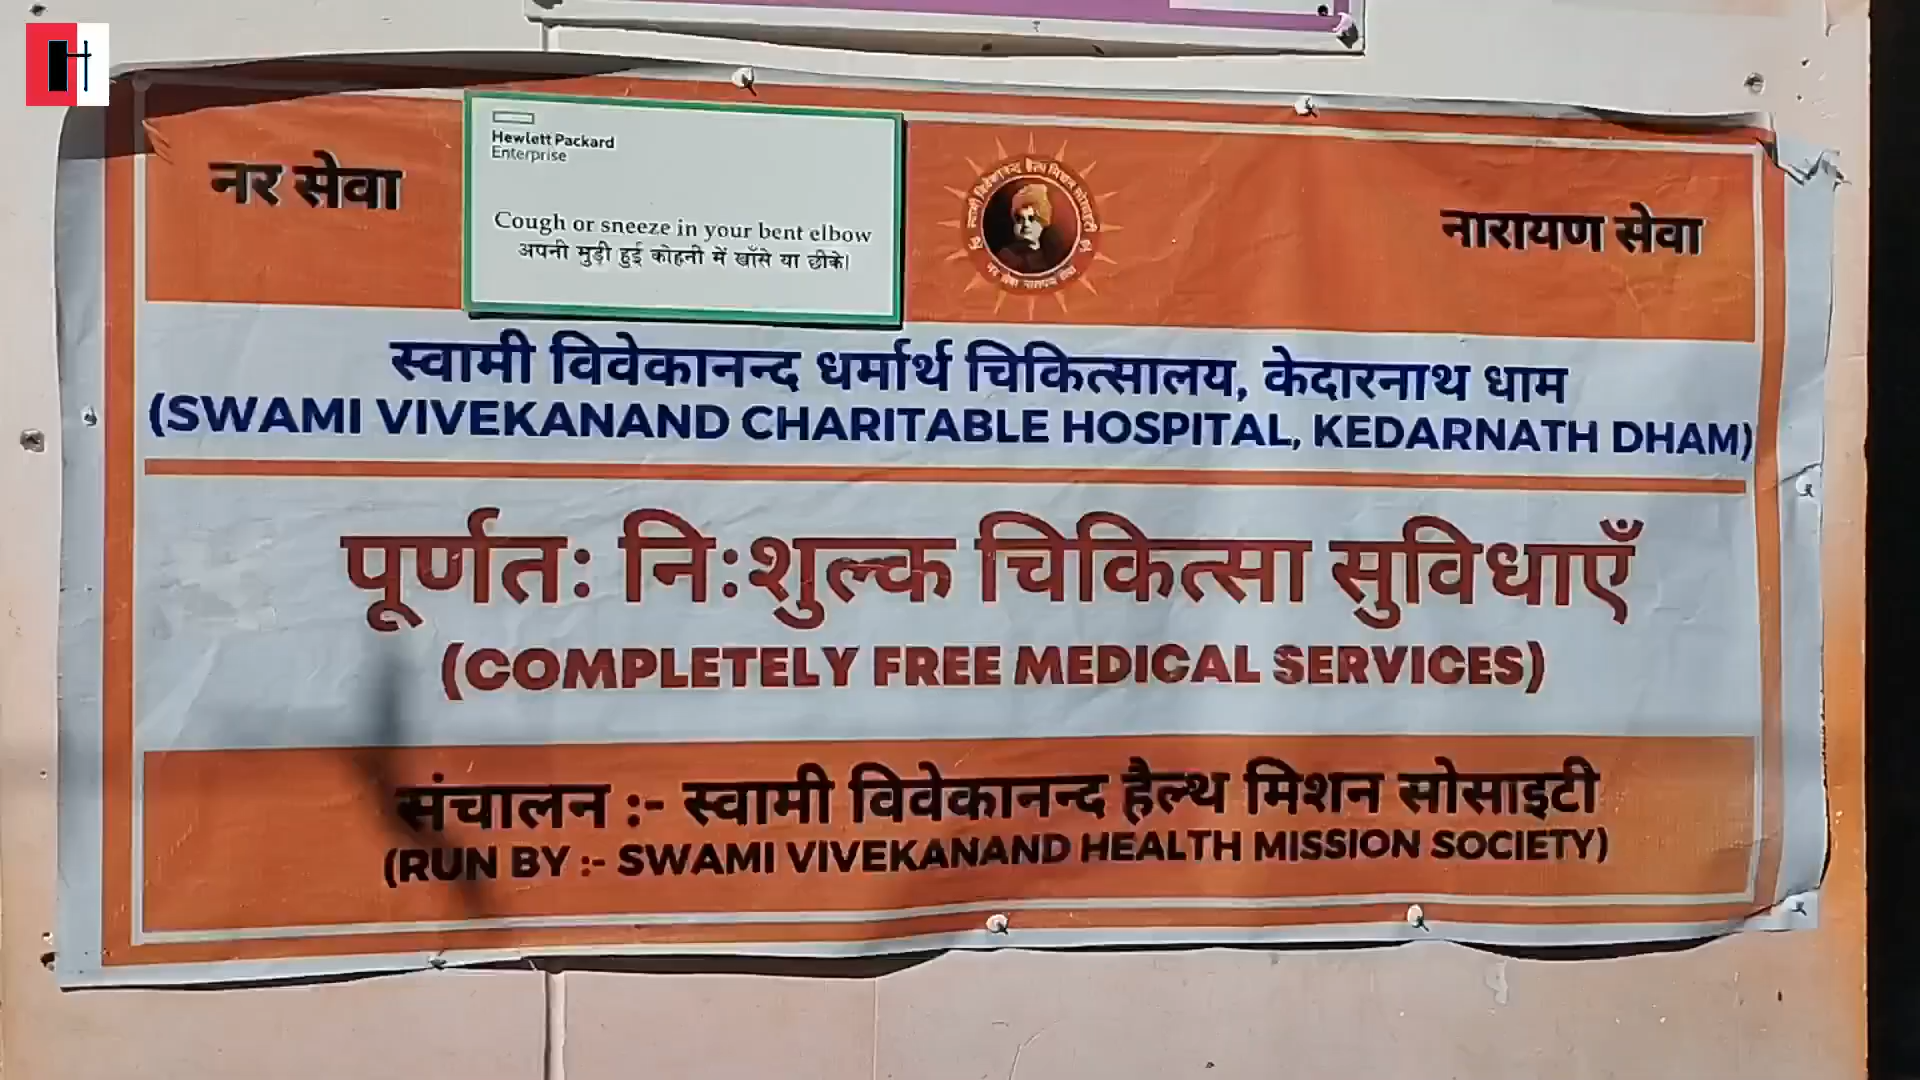 नर सेवा
Hewlett Packard
Enterprise
Cough or sneeze in your bent elbow
अपनी मुड़ी हुई कोहनी में खाँसे या छीके।
नारायण सेवा
स्वामी विवेकानन्द धर्मार्थ चिकित्सालय, केदारनाथ धाम
(SWAMI VIVEKANAND CHARITABLE HOSPITAL, KEDARNATH DHAM)
पूर्णतः निःशुल्क चिकित्सा सुविधाएँ
(COMPLETELY FREE MEDICAL SERVICES)
संचालन :- स्वामी विवेकानन्द हैल्थ मिशन सोसाइटी
(RUN BY :- SWAMI VIVEKANAND HEALTH MISSION SOCIETY)